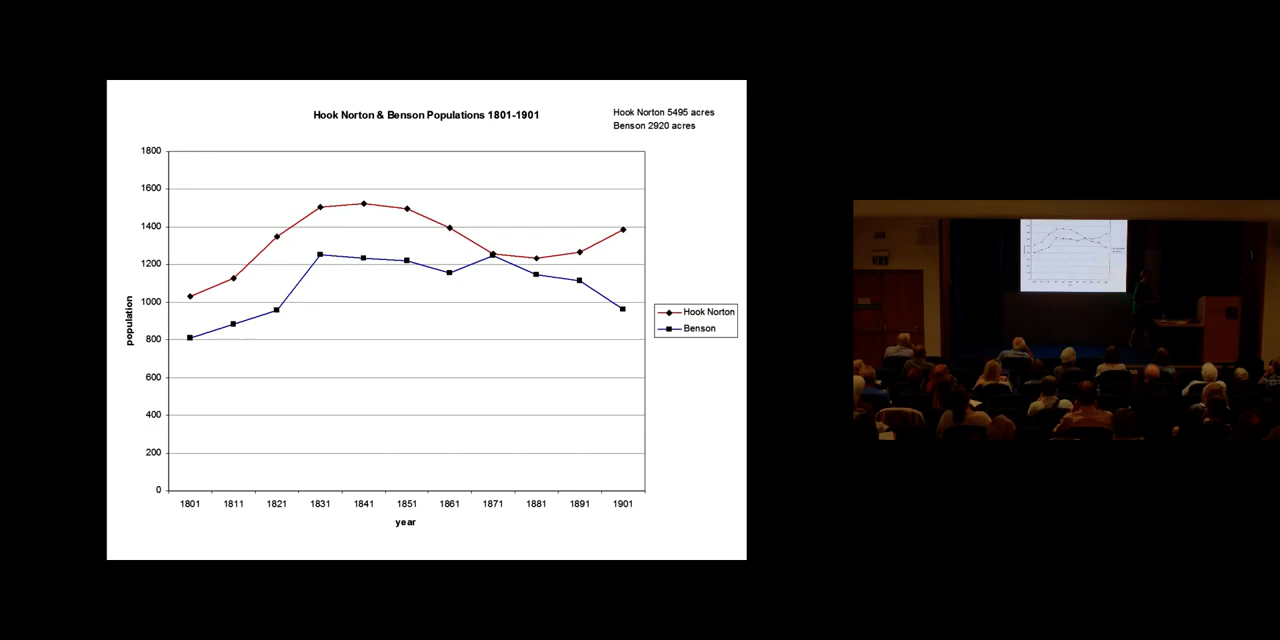 Hook Norton & Benson Populations 1801-1901
Hook Norton 5495 acres
Benson 2920 acres
1800
1600
1400
1200
1000
800
600
400
200
0
population
1801 1811 1821 1831 1841 1851 1861 1871 1881 1891 1901
year
Hook Norton
Benson